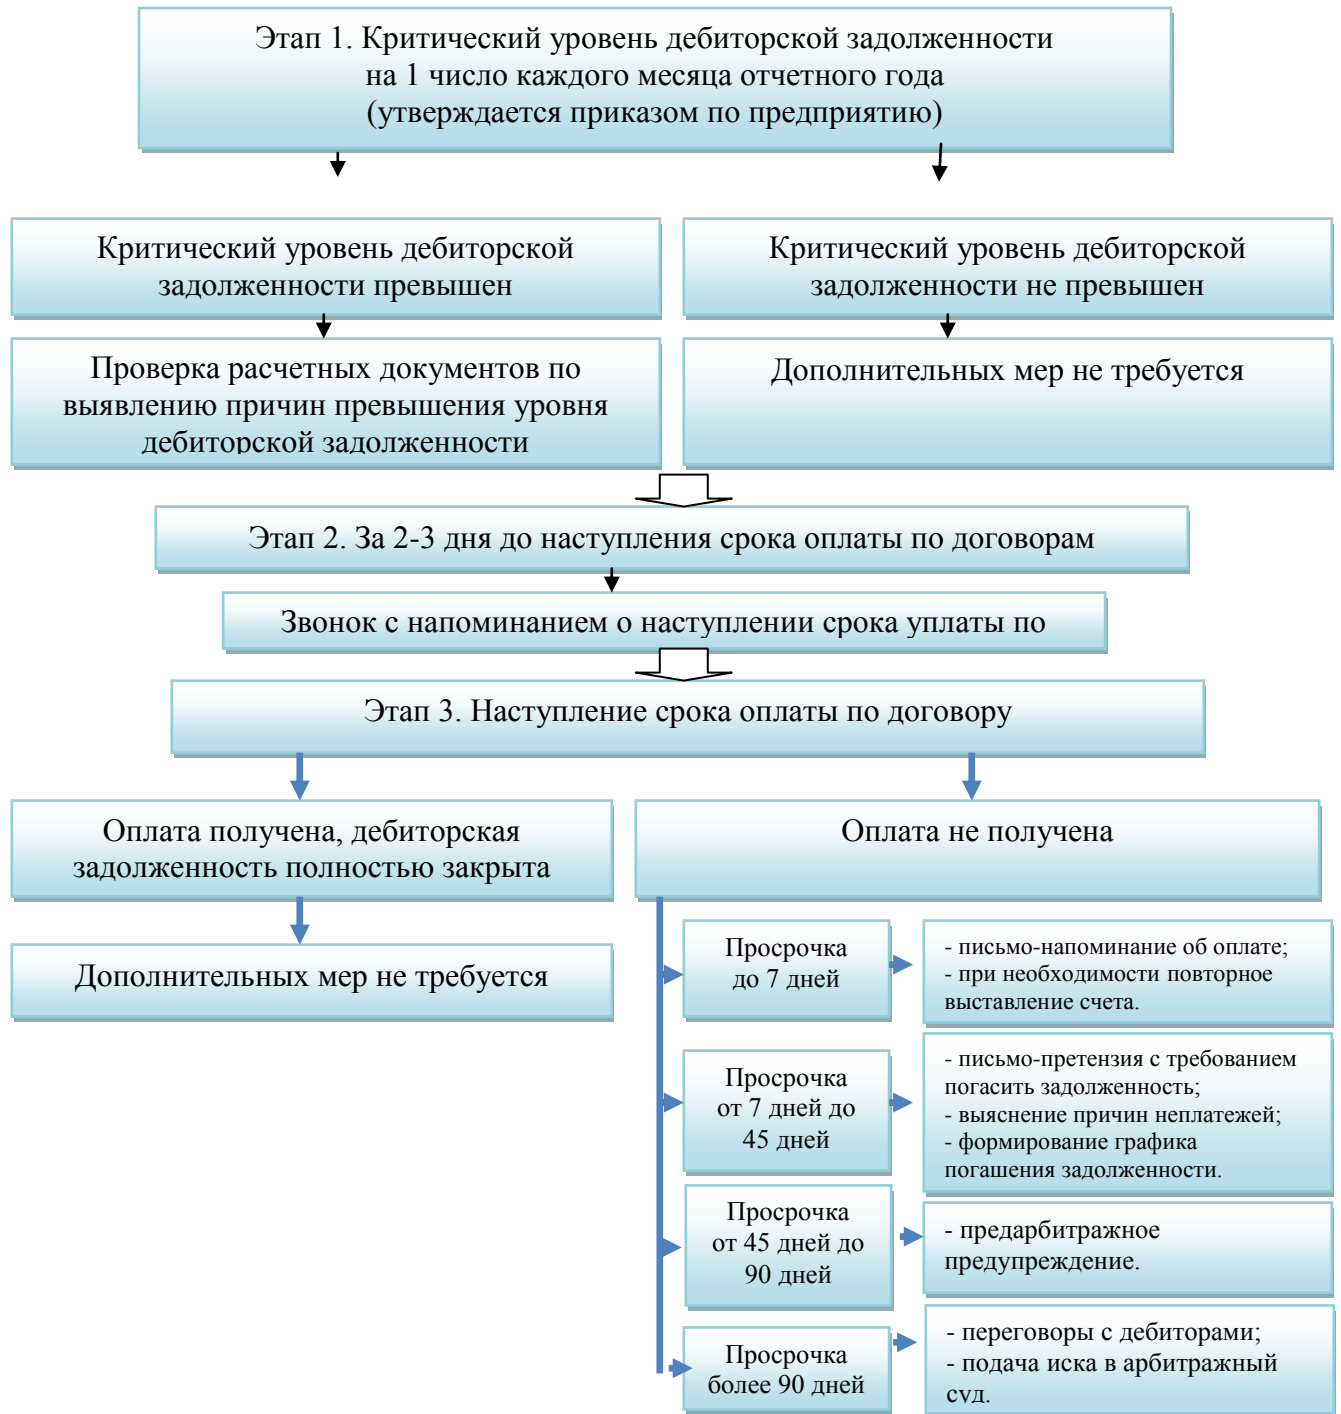 Этап 1. Критический уровень дебиторской задолженности
на 1 число каждого месяца отчетного года
(утверждается приказом по предприятию)
Критический уровень дебиторской
задолженности превышен
Критический уровень дебиторской
задолженности не превышен
Проверка расчетных документов по
выявлению причин превышения уровня
дебиторской задолженности
Дополнительных мер не требуется
Этап 2. За 2-3 дня до наступления срока оплаты по договорам
Звонок с напоминанием о наступлении срока уплаты по
Этап 3. Наступление срока оплаты по договору
Оплата получена, дебиторская
задолженность полностью закрыта
Оплата не получена
Дополнительных мер не требуется
Просрочка
до 7 дней
- письмо-напоминание об оплате;
- при необходимости повторное
выставление счета.
Просрочка
от 7 дней до
45 дней
- письмо-претензия с требованием
погасить задолженность;
- выяснение причин неплатежей;
- формирование графика
погашения задолженности.
Просрочка
от 45 дней до
90 дней
- предарбитражное
предупреждение.
Просрочка
более 90 дней
- переговоры с дебиторами;
- подача иска в арбитражный
суд.